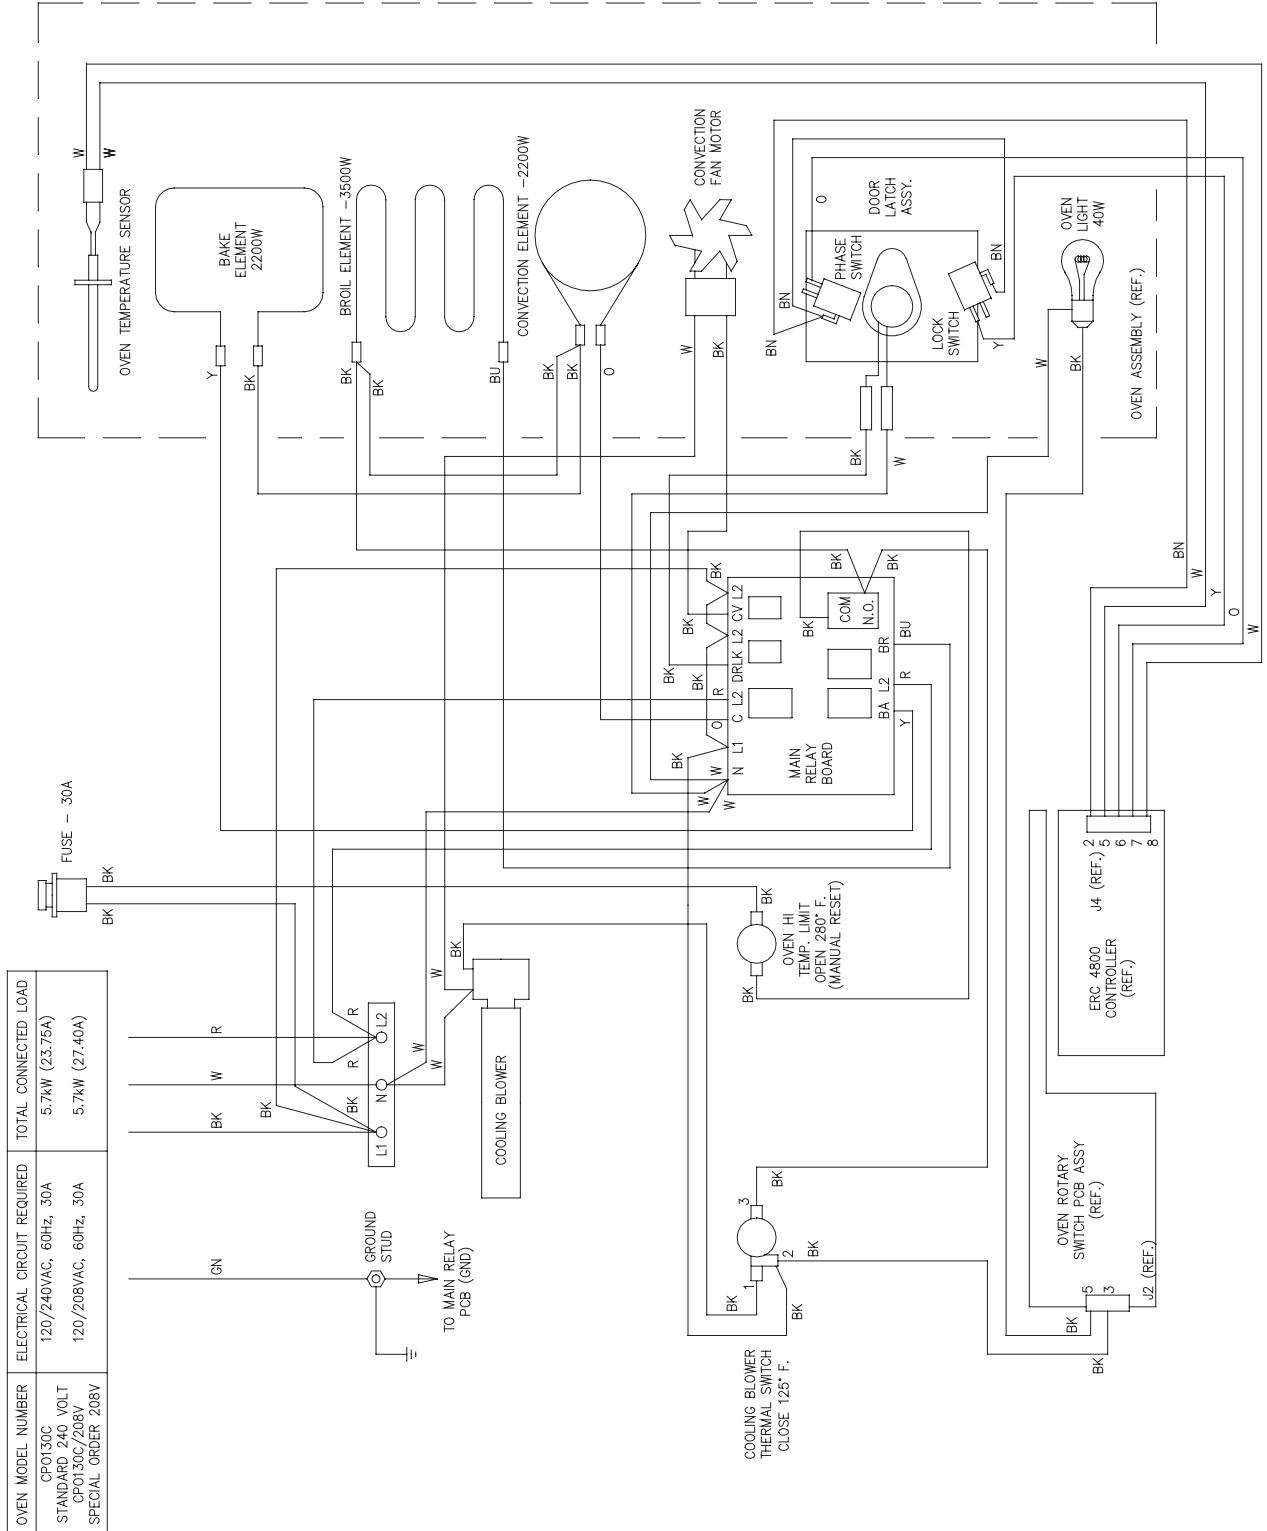 OVEN MODEL NUMBER ELECTRICAL CIRCUIT REQUIRED TOTAL CONNECTED LOAD
CPO130C 120/240VAC, 60Hz, 30A 5.7kW (23.75A)
STANDARD 240 VOLT
CPO130C/208V 120/208VAC, 60Hz, 30A 5.7kW (27.40A)
SPECIAL ORDER 208V
FUSE - 30A
BK
BK
GN
BK
W
R
GROUND
STUD
TO MAIN RELAY
PCB (GND)
BK
BK
R
R
L1
N
L2
W
W
W
BK
COOLING BLOWER
COOLING BLOWER
THERMAL SWITCH
CLOSE 125° F.
1
2
3
BK
BK
BK
BK
OVEN HI
TEMP. LIMIT
OPEN 280° F.
(MANUAL RESET)
BK
BK
OVEN ROTARY
SWITCH PCB ASSY
(REF.)
J2 (REF.)
5
3
BK
BK
ERC 4800
CONTROLLER
(REF.)
J4 (REF.)
2
5
6
7
8
BN
W
Y
O
W
MAIN
RELAY
BOARD
N
L1
C
L2
DRLK
L2
CV
L2
W
W
W
BK
O
R
BK
BK
BK
BK
BA
L2
BR
Y
R
BU
COM
N.O.
BK
BK
BK
OVEN TEMPERATURE SENSOR
W
W
BAKE
ELEMENT
2200W
Y
BK
BROIL ELEMENT -3500W
BK
BK
BU
CONVECTION ELEMENT -2200W
BK
BK
O
CONVECTION
FAN MOTOR
W
BK
DOOR
LATCH
ASSY.
PHASE
SWITCH
LOCK
SWITCH
O
BN
BN
BN
Y
BK
W
OVEN
LIGHT
40W
W
BK
OVEN ASSEMBLY (REF.)